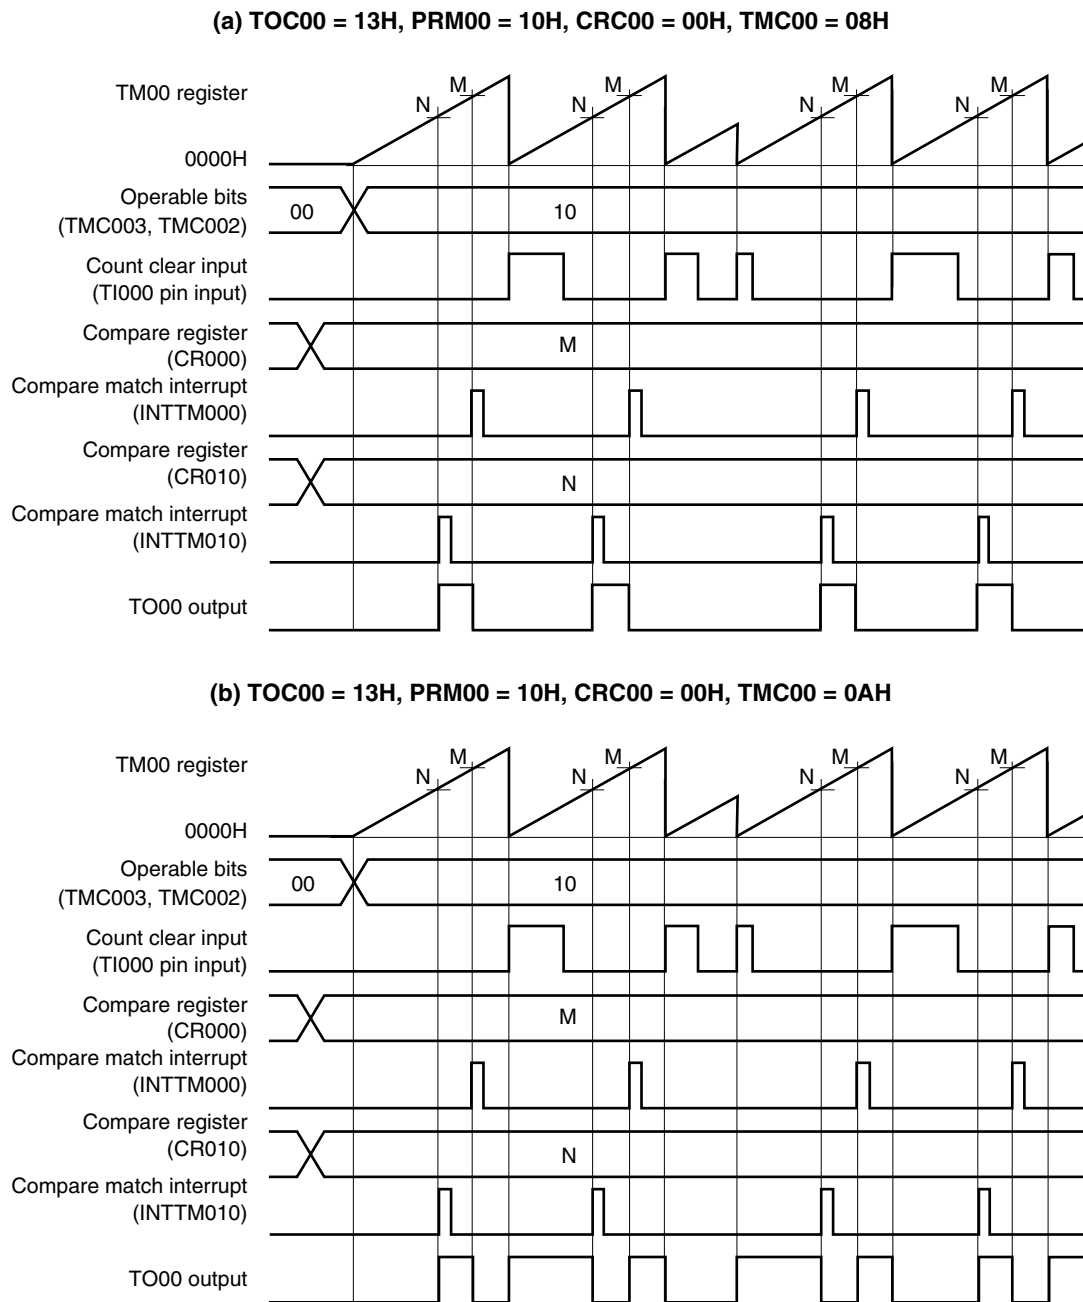 (a) TOC00 = 13H, PRM00 = 10H, CRC00 = 00H, TMC00 = 08H
TM00 register
N
M
N
M
N
M
N
M
0000H
Operable bits
(TMC003, TMC002)
00
10
Count clear input
(TI000 pin input)
Compare register
(CR000)
M
Compare match interrupt
(INTTM000)
Compare register
(CR010)
N
Compare match interrupt
(INTTM010)
TO00 output
(b) TOC00 = 13H, PRM00 = 10H, CRC00 = 00H, TMC00 = 0AH
TM00 register
N
M
N
M
N
M
N
M
0000H
Operable bits
(TMC003, TMC002)
00
10
Count clear input
(TI000 pin input)
Compare register
(CR000)
M
Compare match interrupt
(INTTM000)
Compare register
(CR010)
N
Compare match interrupt
(INTTM010)
TO00 output